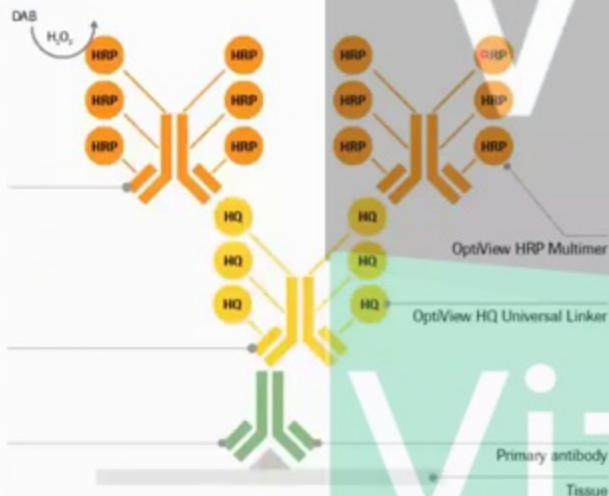 DAB
H₂O₂
HRP HRP HRP HRP
HRP HRP HRP HRP
HRP HRP HRP HRP
HQ HQ
OptiView HRP Multimer
HQ HQ
HQ HQ
OptiView HQ Universal Linker
Primary antibody
Tissue